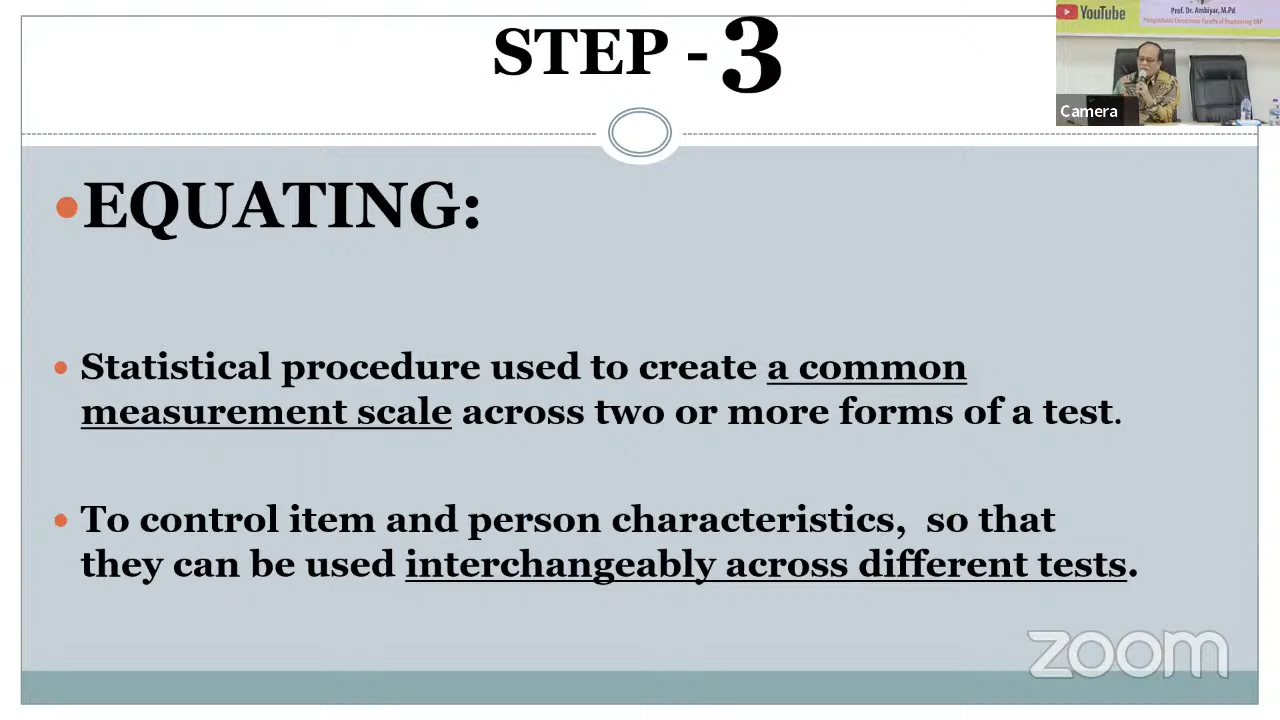 STEP - 3
YouTube
Prof. Dr. Ambiyar, M.Pd
Camera
•EQUATING:
• Statistical procedure used to create a common
measurement scale across two or more forms of a test.
• To control item and person characteristics,  so that
they can be used interchangeably across different tests.
zoom